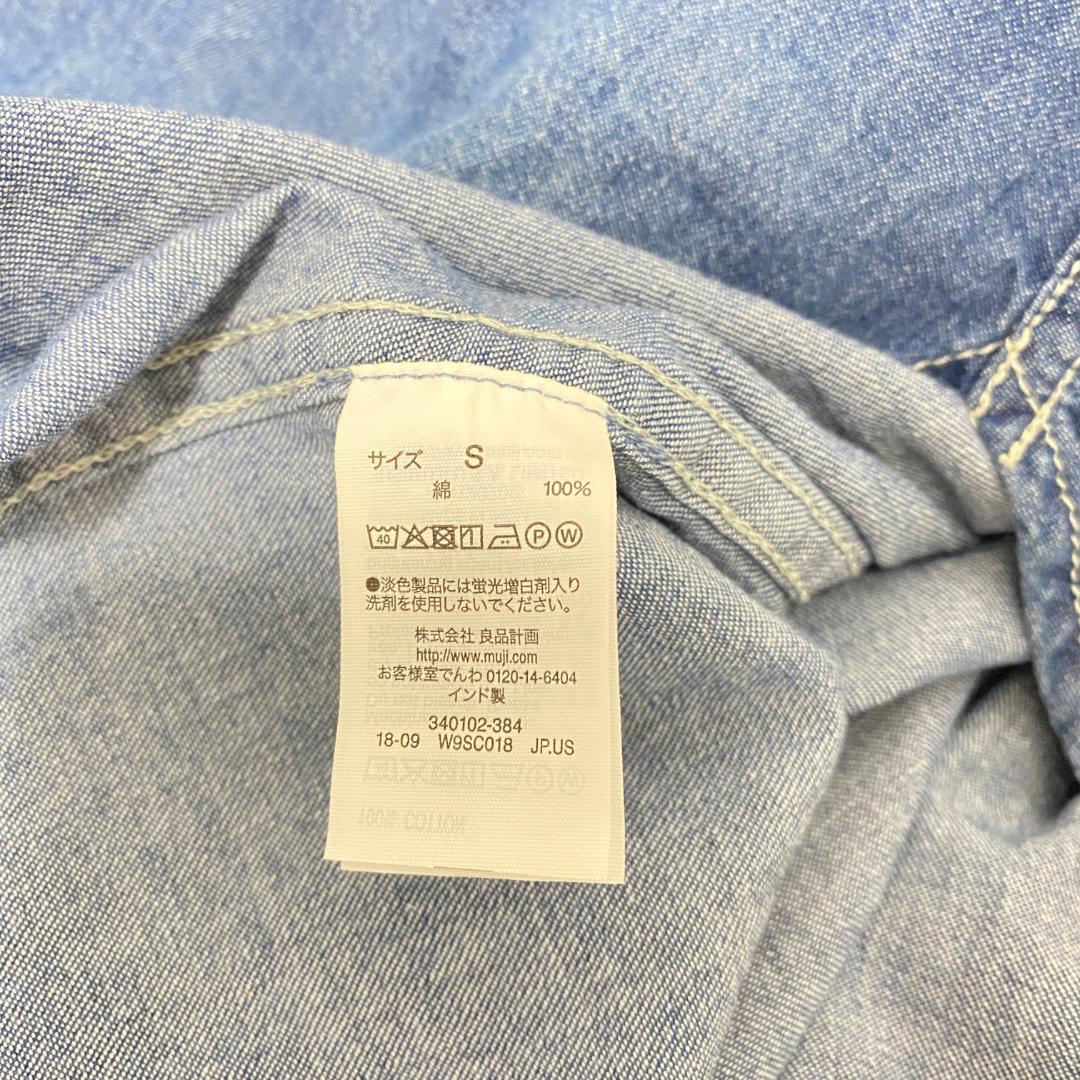 サイズ S
綿 100%
40 P W
●淡色製品には蛍光増白剤入り
洗剤を使用しないでください。
株式会社 良品計画
http://www.muji.com
お客様室でんわ 0120-14-6404
インド製
340102-384
18-09 W9SC018 JP.US
100% COTTON